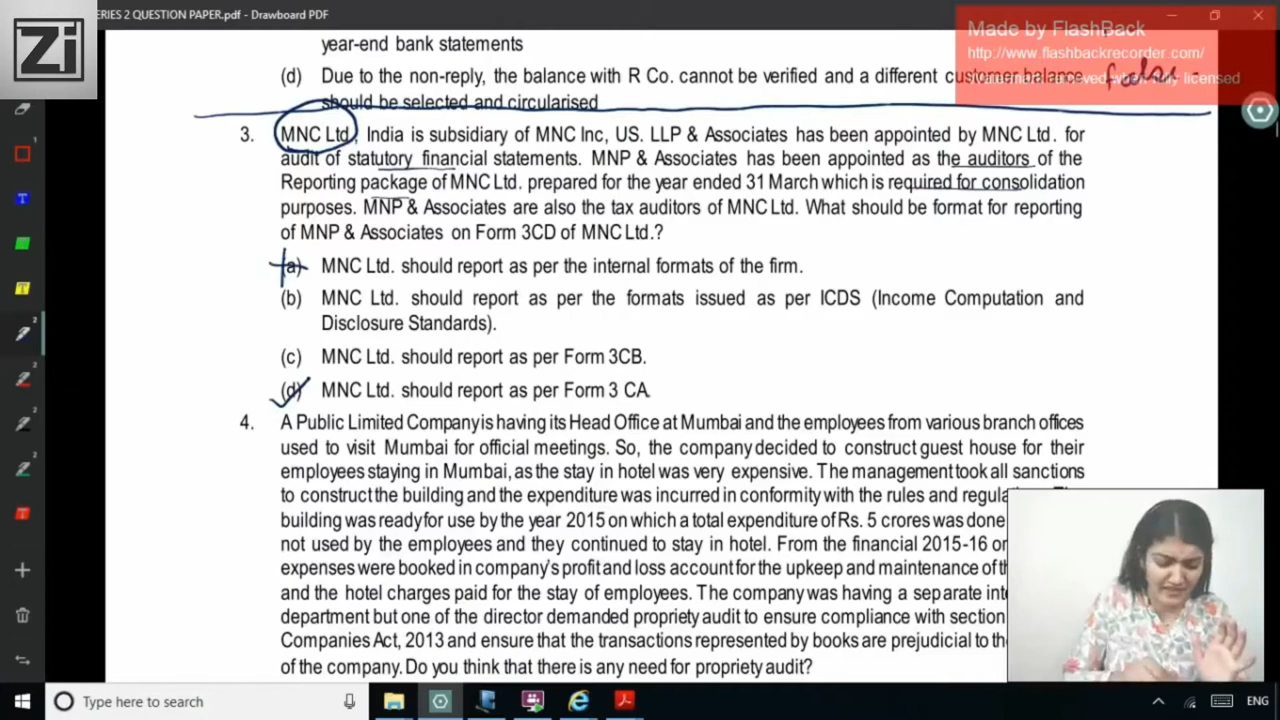 Zi
SERIES 2 QUESTION PAPER.pdf - Drawboard PDF
Made by FlashBack
http://www.flashbackrecorder.com/
year-end bank statements
(d) Due to the non-reply, the balance with R Co. cannot be verified and a different customer balance
should be selected and circularised
3. MNC Ltd., India is subsidiary of MNC Inc, US. LLP & Associates has been appointed by MNC Ltd. for
audit of statutory financial statements. MNP & Associates has been appointed as the auditors of the
Reporting package of MNC Ltd. prepared for the year ended 31 March which is required for consolidation
purposes. MNP & Associates are also the tax auditors of MNC Ltd. What should be format for reporting
of MNP & Associates on Form 3CD of MNC Ltd.?
(a) MNC Ltd. should report as per the internal formats of the firm.
(b) MNC Ltd. should report as per the formats issued as per ICDS (Income Computation and
Disclosure Standards).
(c) MNC Ltd. should report as per Form 3CB.
(d) MNC Ltd. should report as per Form 3 CA.
4. A Public Limited Company is having its Head Office at Mumbai and the employees from various branch offices
used to visit Mumbai for official meetings. So, the company decided to construct guest house for their
employees staying in Mumbai, as the stay in hotel was very expensive. The management took all sanctions
to construct the building and the expenditure was incurred in conformity with the rules and
building was ready for use by the year 2015 on which a total expenditure of Rs. 5 crores was done
not used by the employees and they continued to stay in hotel. From the financial 2015-16
expenses were booked in company's profit and loss account for the upkeep and maintenance of
and the hotel charges paid for the stay of employees. The company was having a separate
department but one of the director demanded propriety audit to ensure compliance with section
Companies Act, 2013 and ensure that the transactions represented by books are prejudicial to
of the company. Do you think that there is any need for propriety audit?
Type here to search
ENG